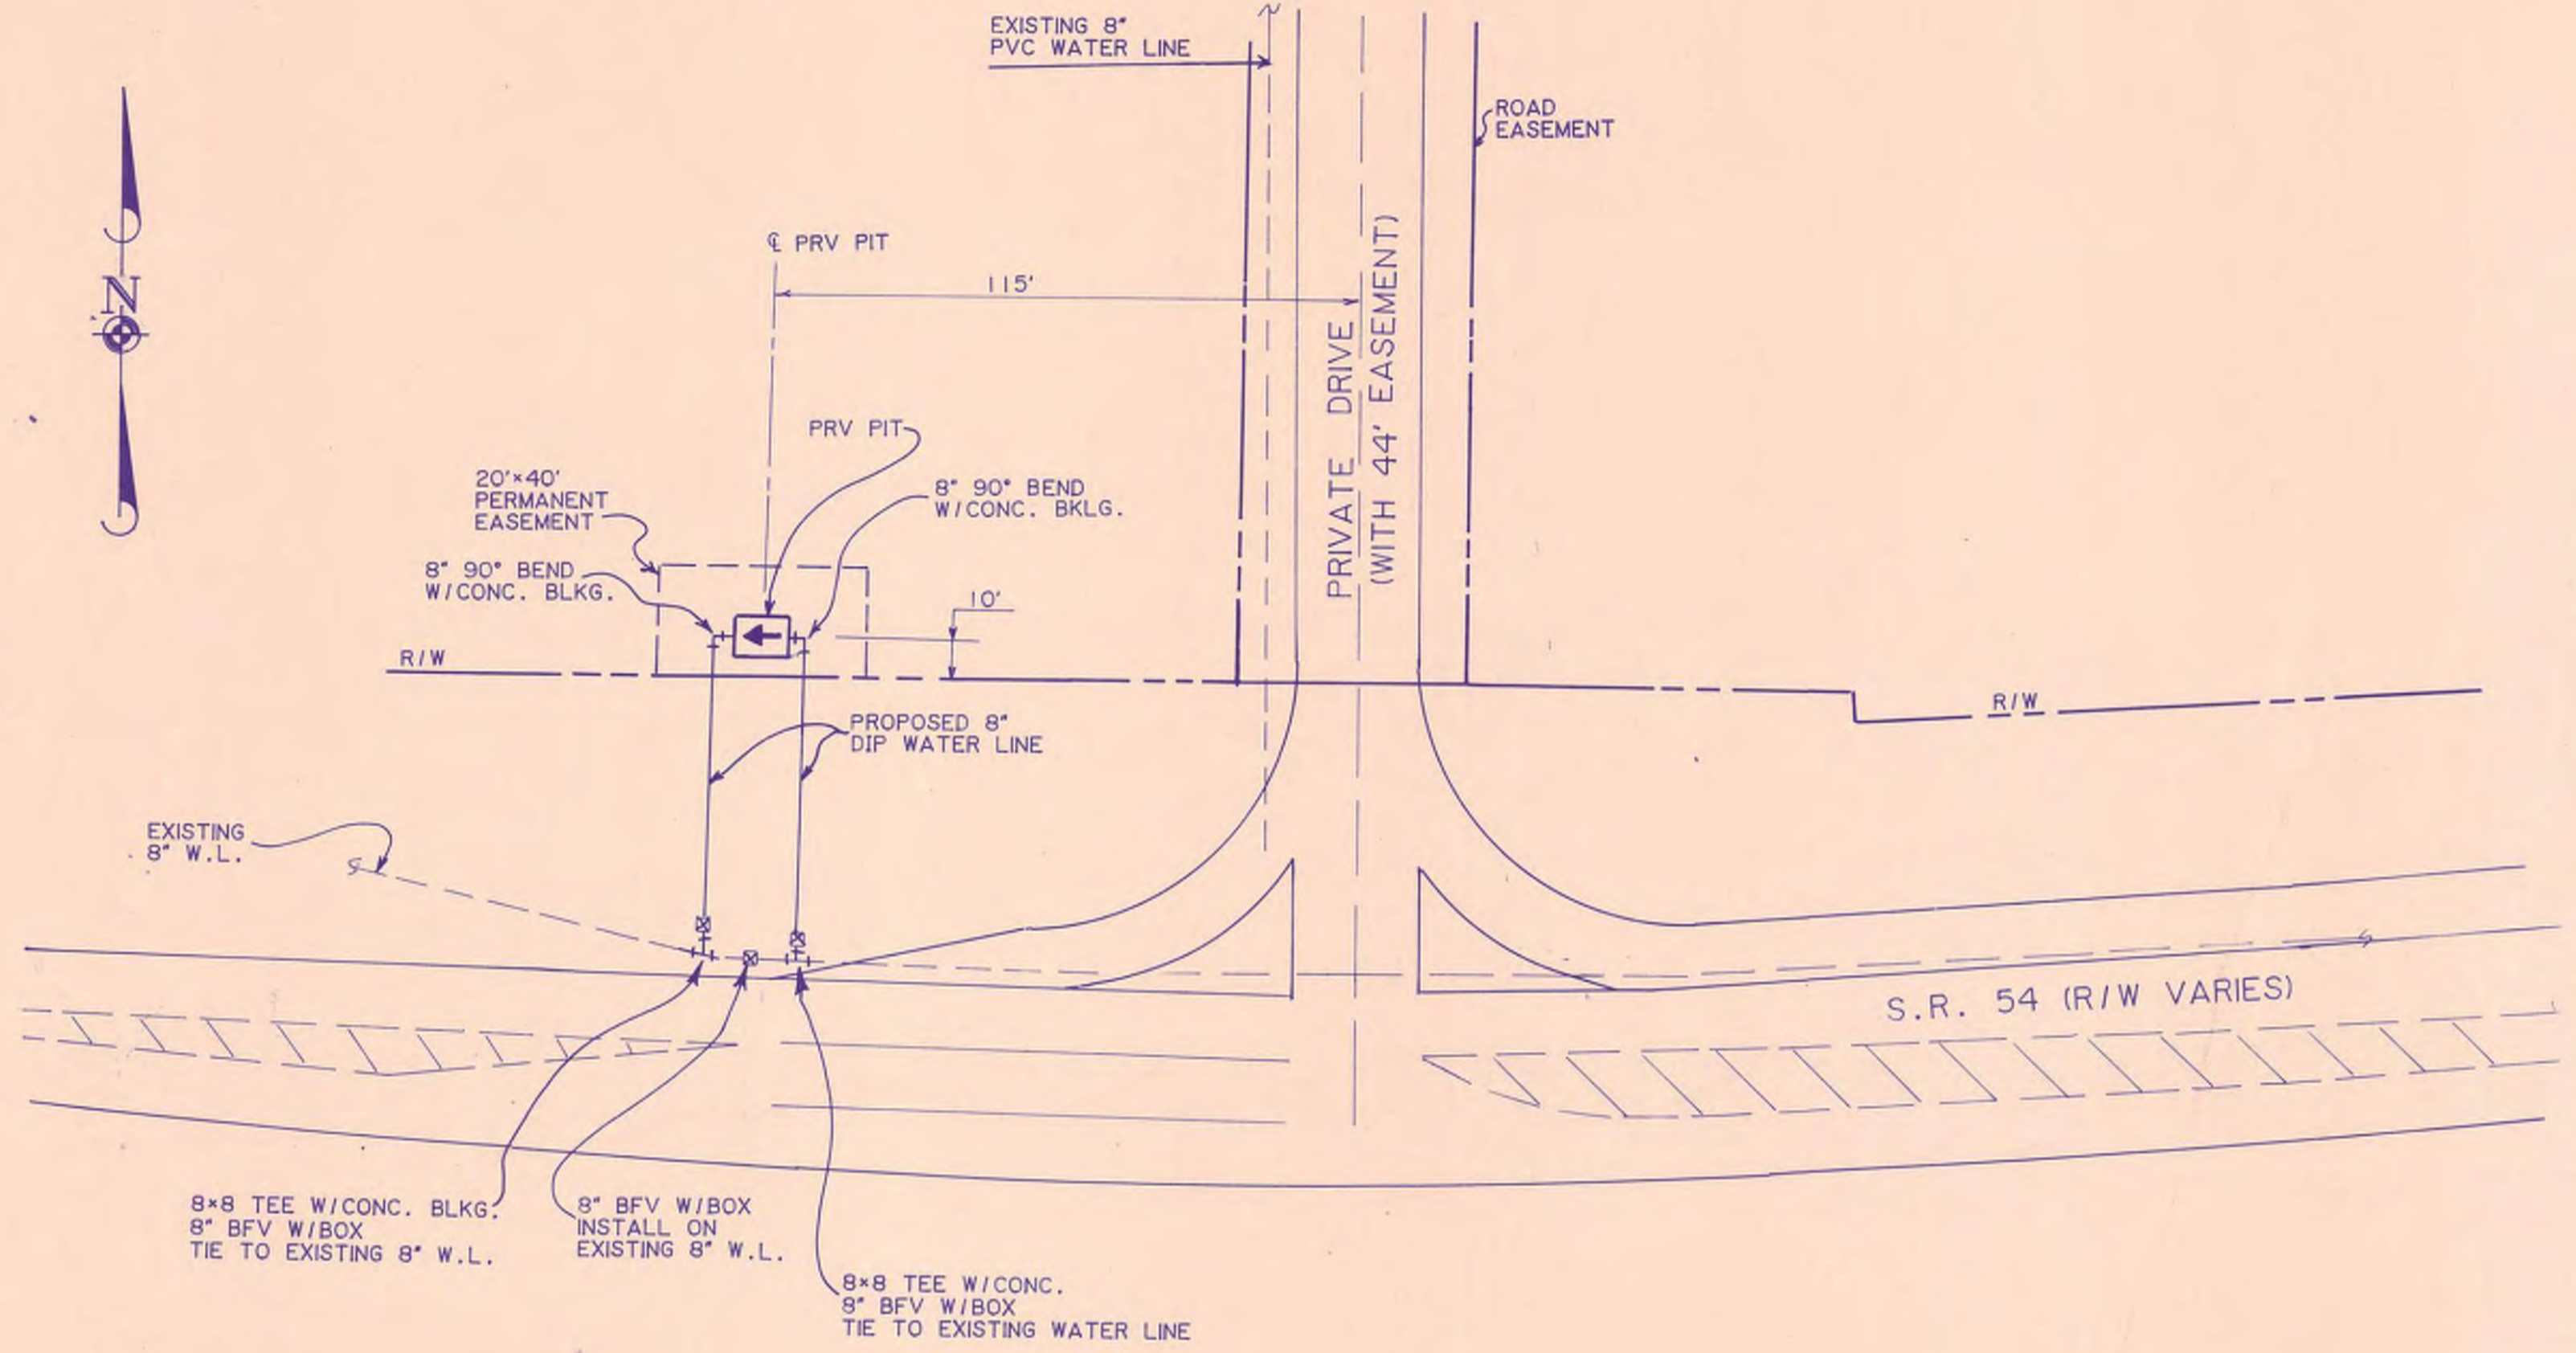 EXISTING 8"
PVC WATER LINE
ROAD
EASEMENT
N
℄ PRV PIT
115'
PRIVATE DRIVE
(WITH 44' EASEMENT)
PRV PIT
20'×40'
PERMANENT
EASEMENT
8" 90° BEND
W/CONC. BKLG.
8" 90° BEND
W/CONC. BLKG.
10'
R/W
R/W
PROPOSED 8"
DIP WATER LINE
EXISTING
8" W.L.
S.R. 54 (R/W VARIES)
8×8 TEE W/CONC. BLKG.
8" BFV W/BOX
TIE TO EXISTING 8" W.L.
8" BFV W/BOX
INSTALL ON
EXISTING 8" W.L.
8×8 TEE W/CONC.
8" BFV W/BOX
TIE TO EXISTING WATER LINE